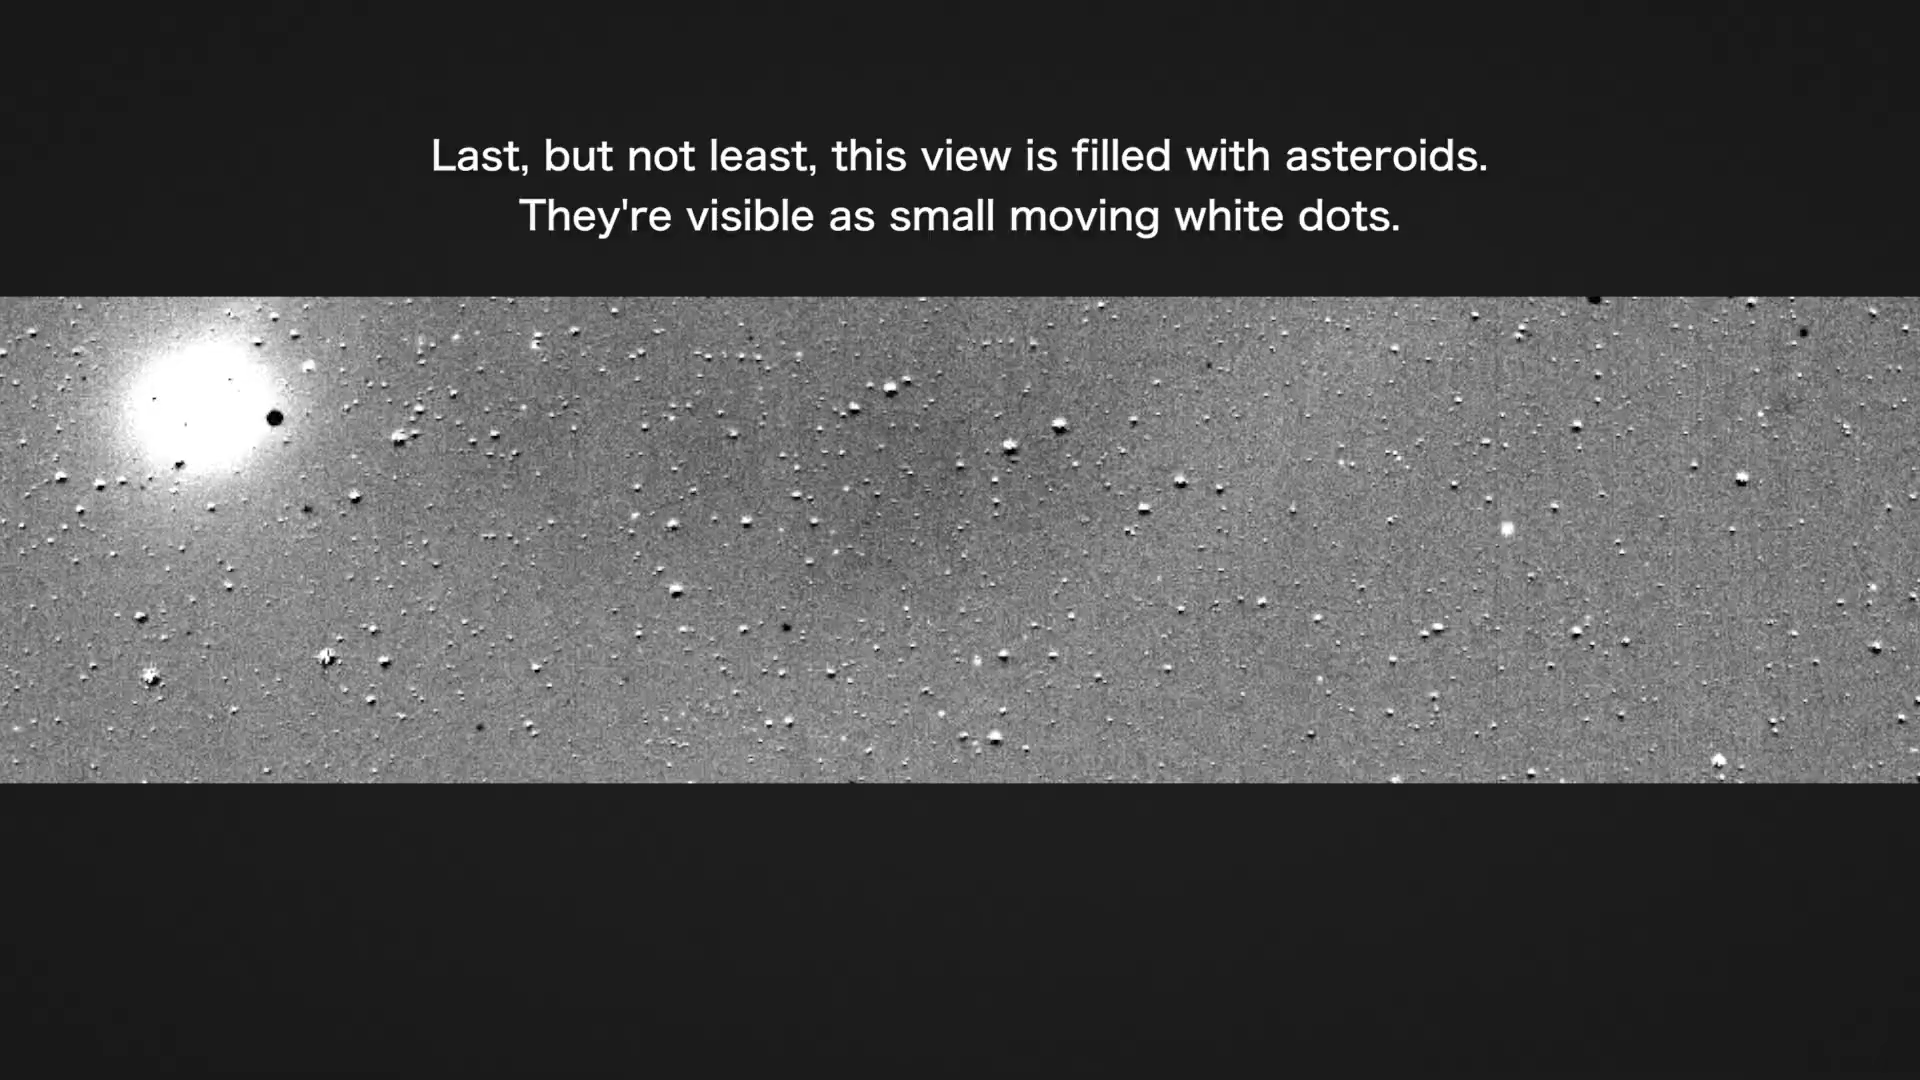 Last, but not least, this view is filled with asteroids.
They're visible as small moving white dots.